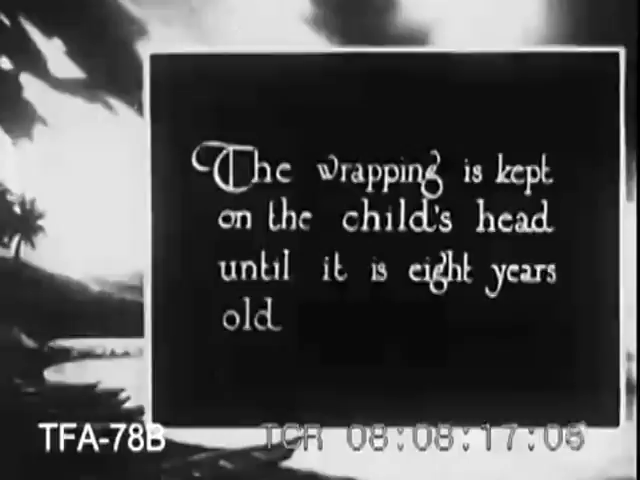 The wrapping is kept
on the child's head
until it is eight years
old.
TFA-78B TCR 08:08:17:06